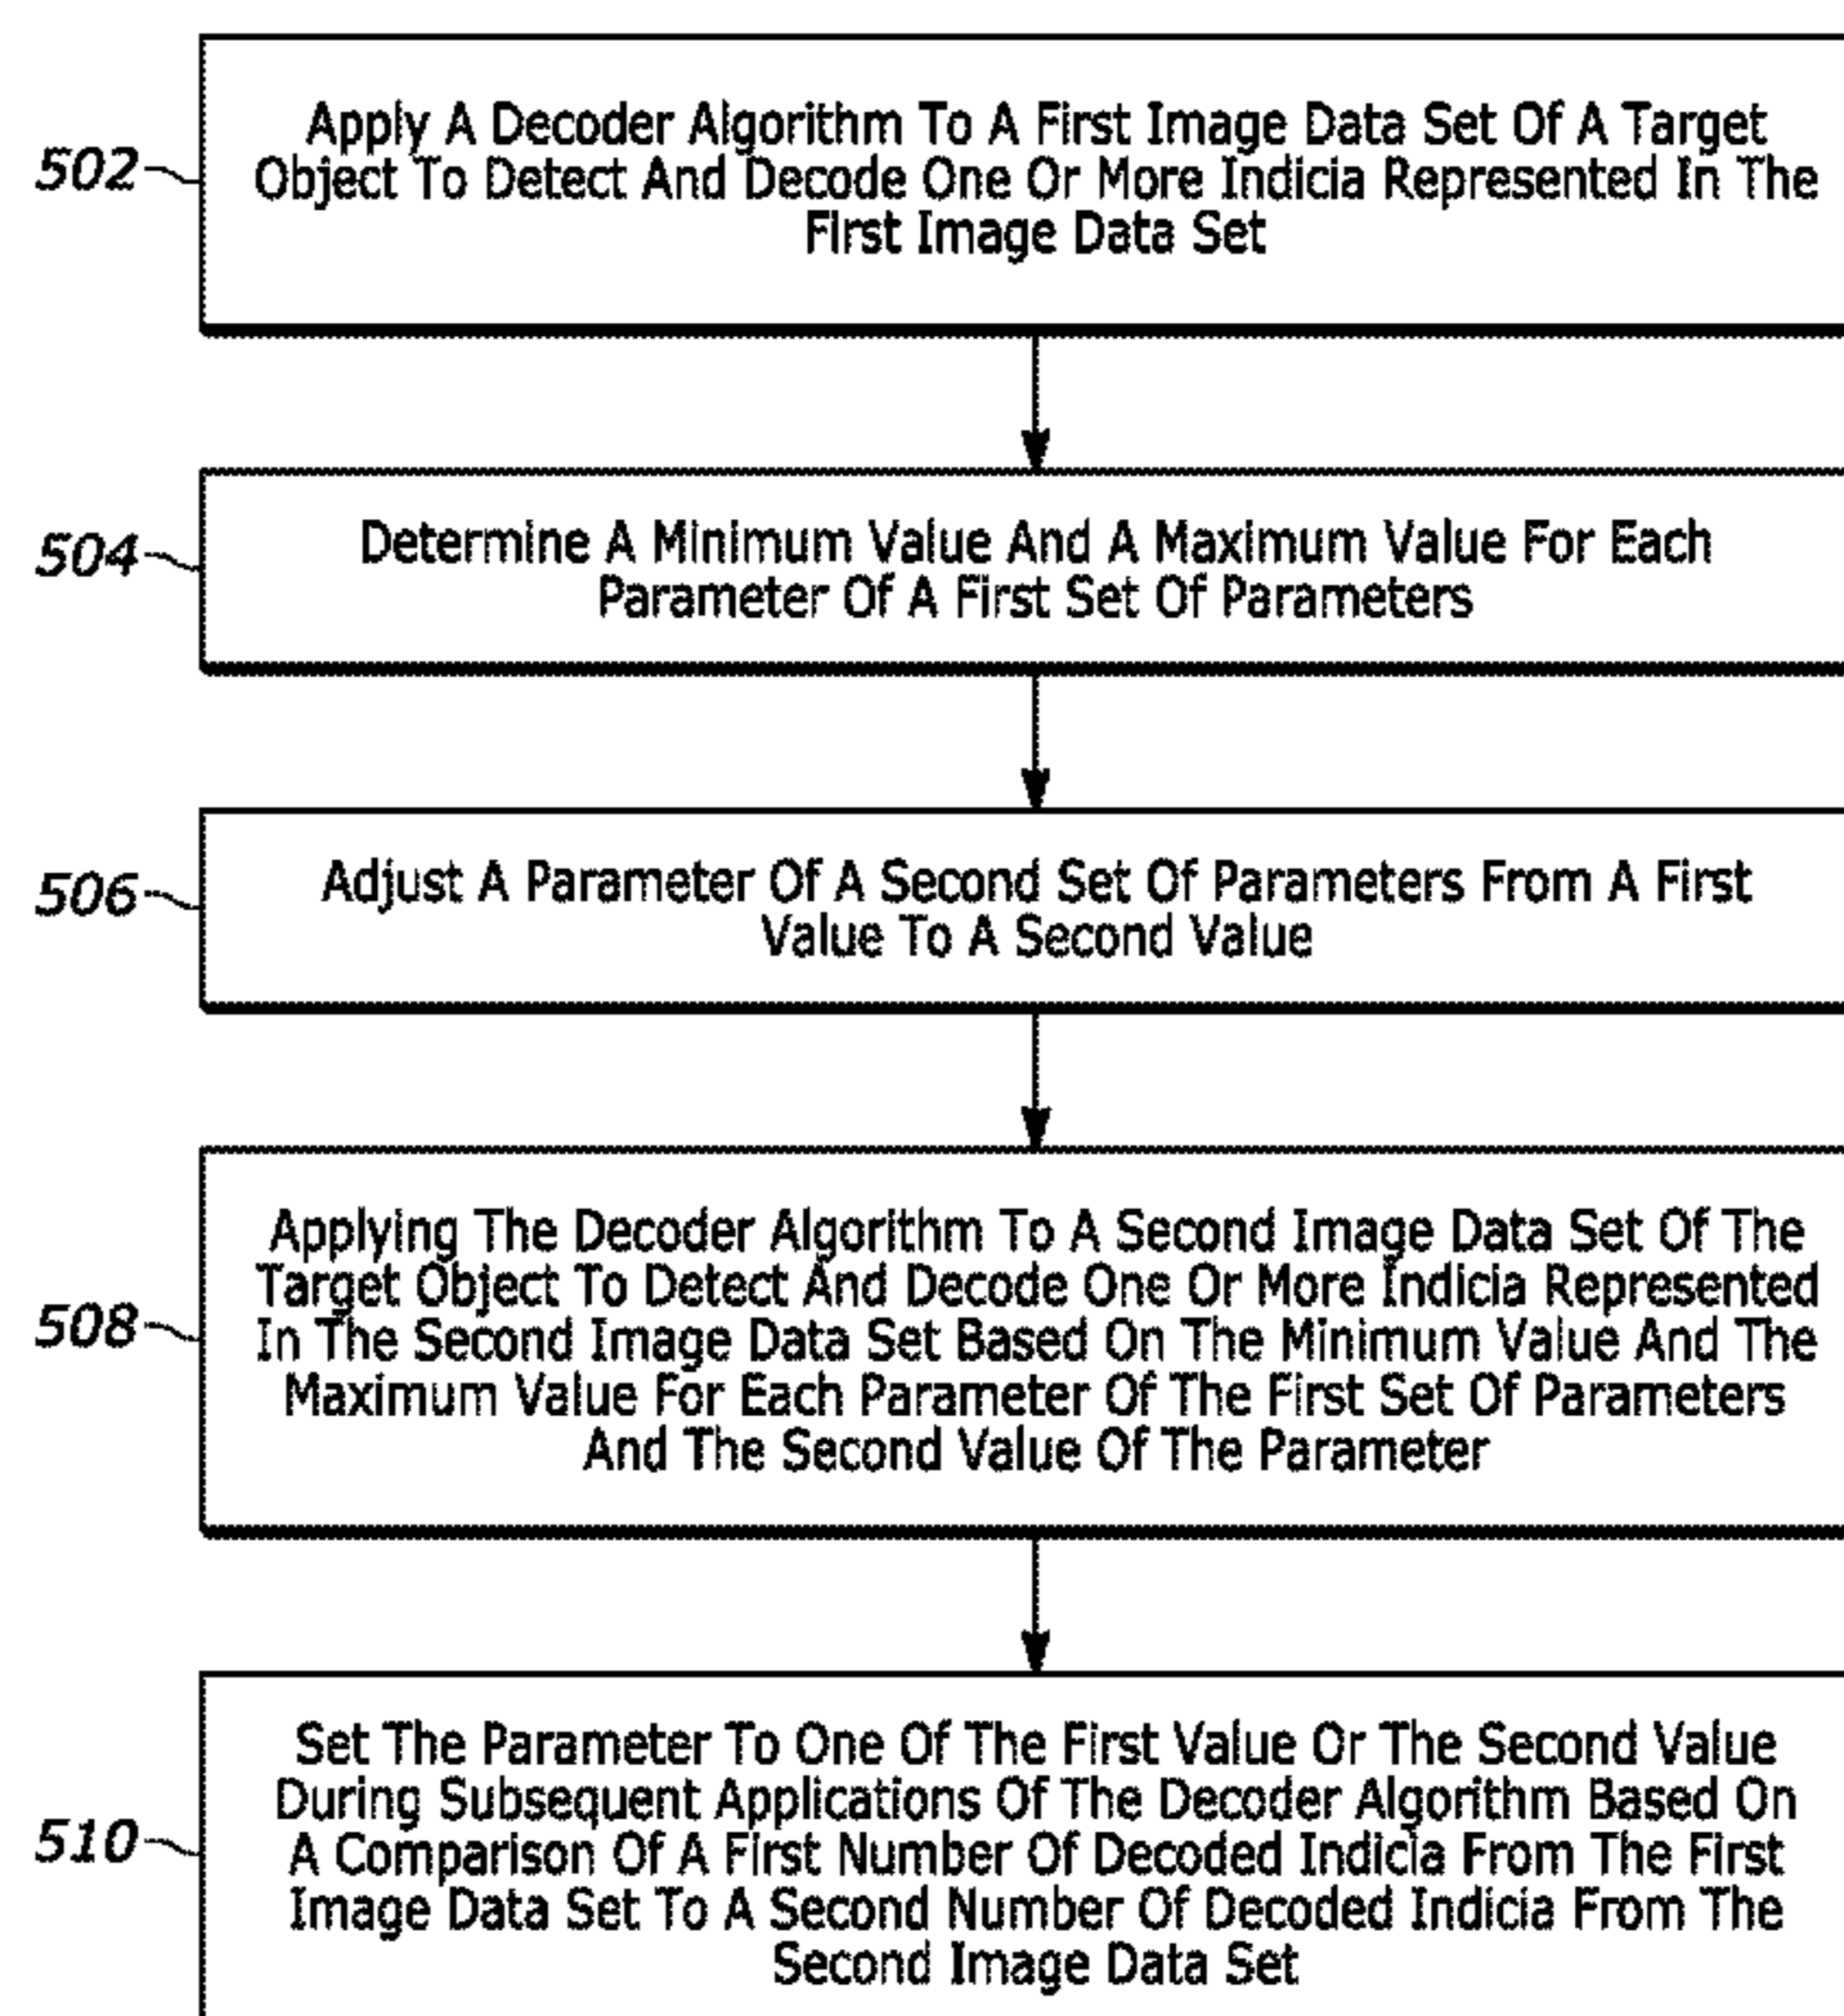 Apply A Decoder Algorithm To A First Image Data Set Of A Target
502
Object To Detect And Decode One Or More Indicia Represented In The
First Image Data Set
Determine A Minimum Value And A Maximum Value For Each
504
Parameter Of A First Set Of Parameters
Adjust A Parameter Of A Second Set Of Parameters From A First
506
Value To A Second Value
Applying The Decoder Algorithm To A Second Image Data Set Of The
Target Object To Detect And Decode One Or More Indicia Represented
508
In The Second Image Data Set Based On The Minimum Value And The
Maximum Value For Each Parameter Of The First Set Of Parameters
And The Second Value Of The Parameter
Set The Parameter To One Of The First Value Or The Second Value
During Subsequent Applications Of The Decoder Algorithm Based On
510
A Comparison Of A First Number Of Decoded Indicia From The First
Image Data Set To A Second Number Of Decoded Indicia From The
Second Image Data Set